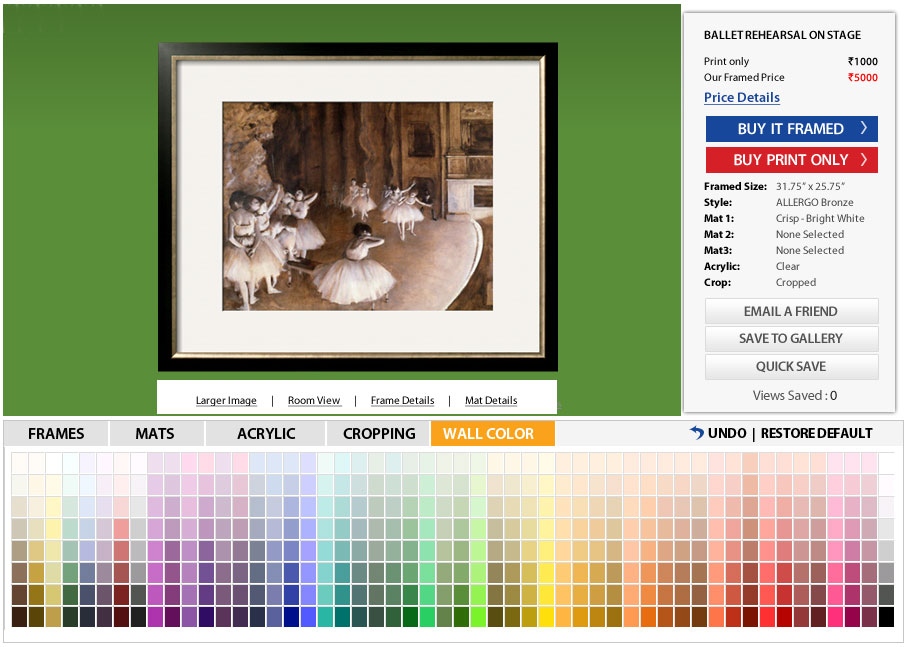 BALLET REHEARSAL ON STAGE
Print only ₹1000
Our Framed Price ₹5000
Price Details
BUY IT FRAMED
BUY PRINT ONLY
Framed Size: 31.75” x 25.75”
Style: ALLERGO Bronze
Mat 1: Crisp - Bright White
Mat 2: None Selected
Mat3: None Selected
Acrylic: Clear
Crop: Cropped
EMAIL A FRIEND
SAVE TO GALLERY
QUICK SAVE
Views Saved : 0
Larger Image | Room View | Frame Details | Mat Details
FRAMES MATS ACRYLIC CROPPING WALL COLOR UNDO | RESTORE DEFAULT